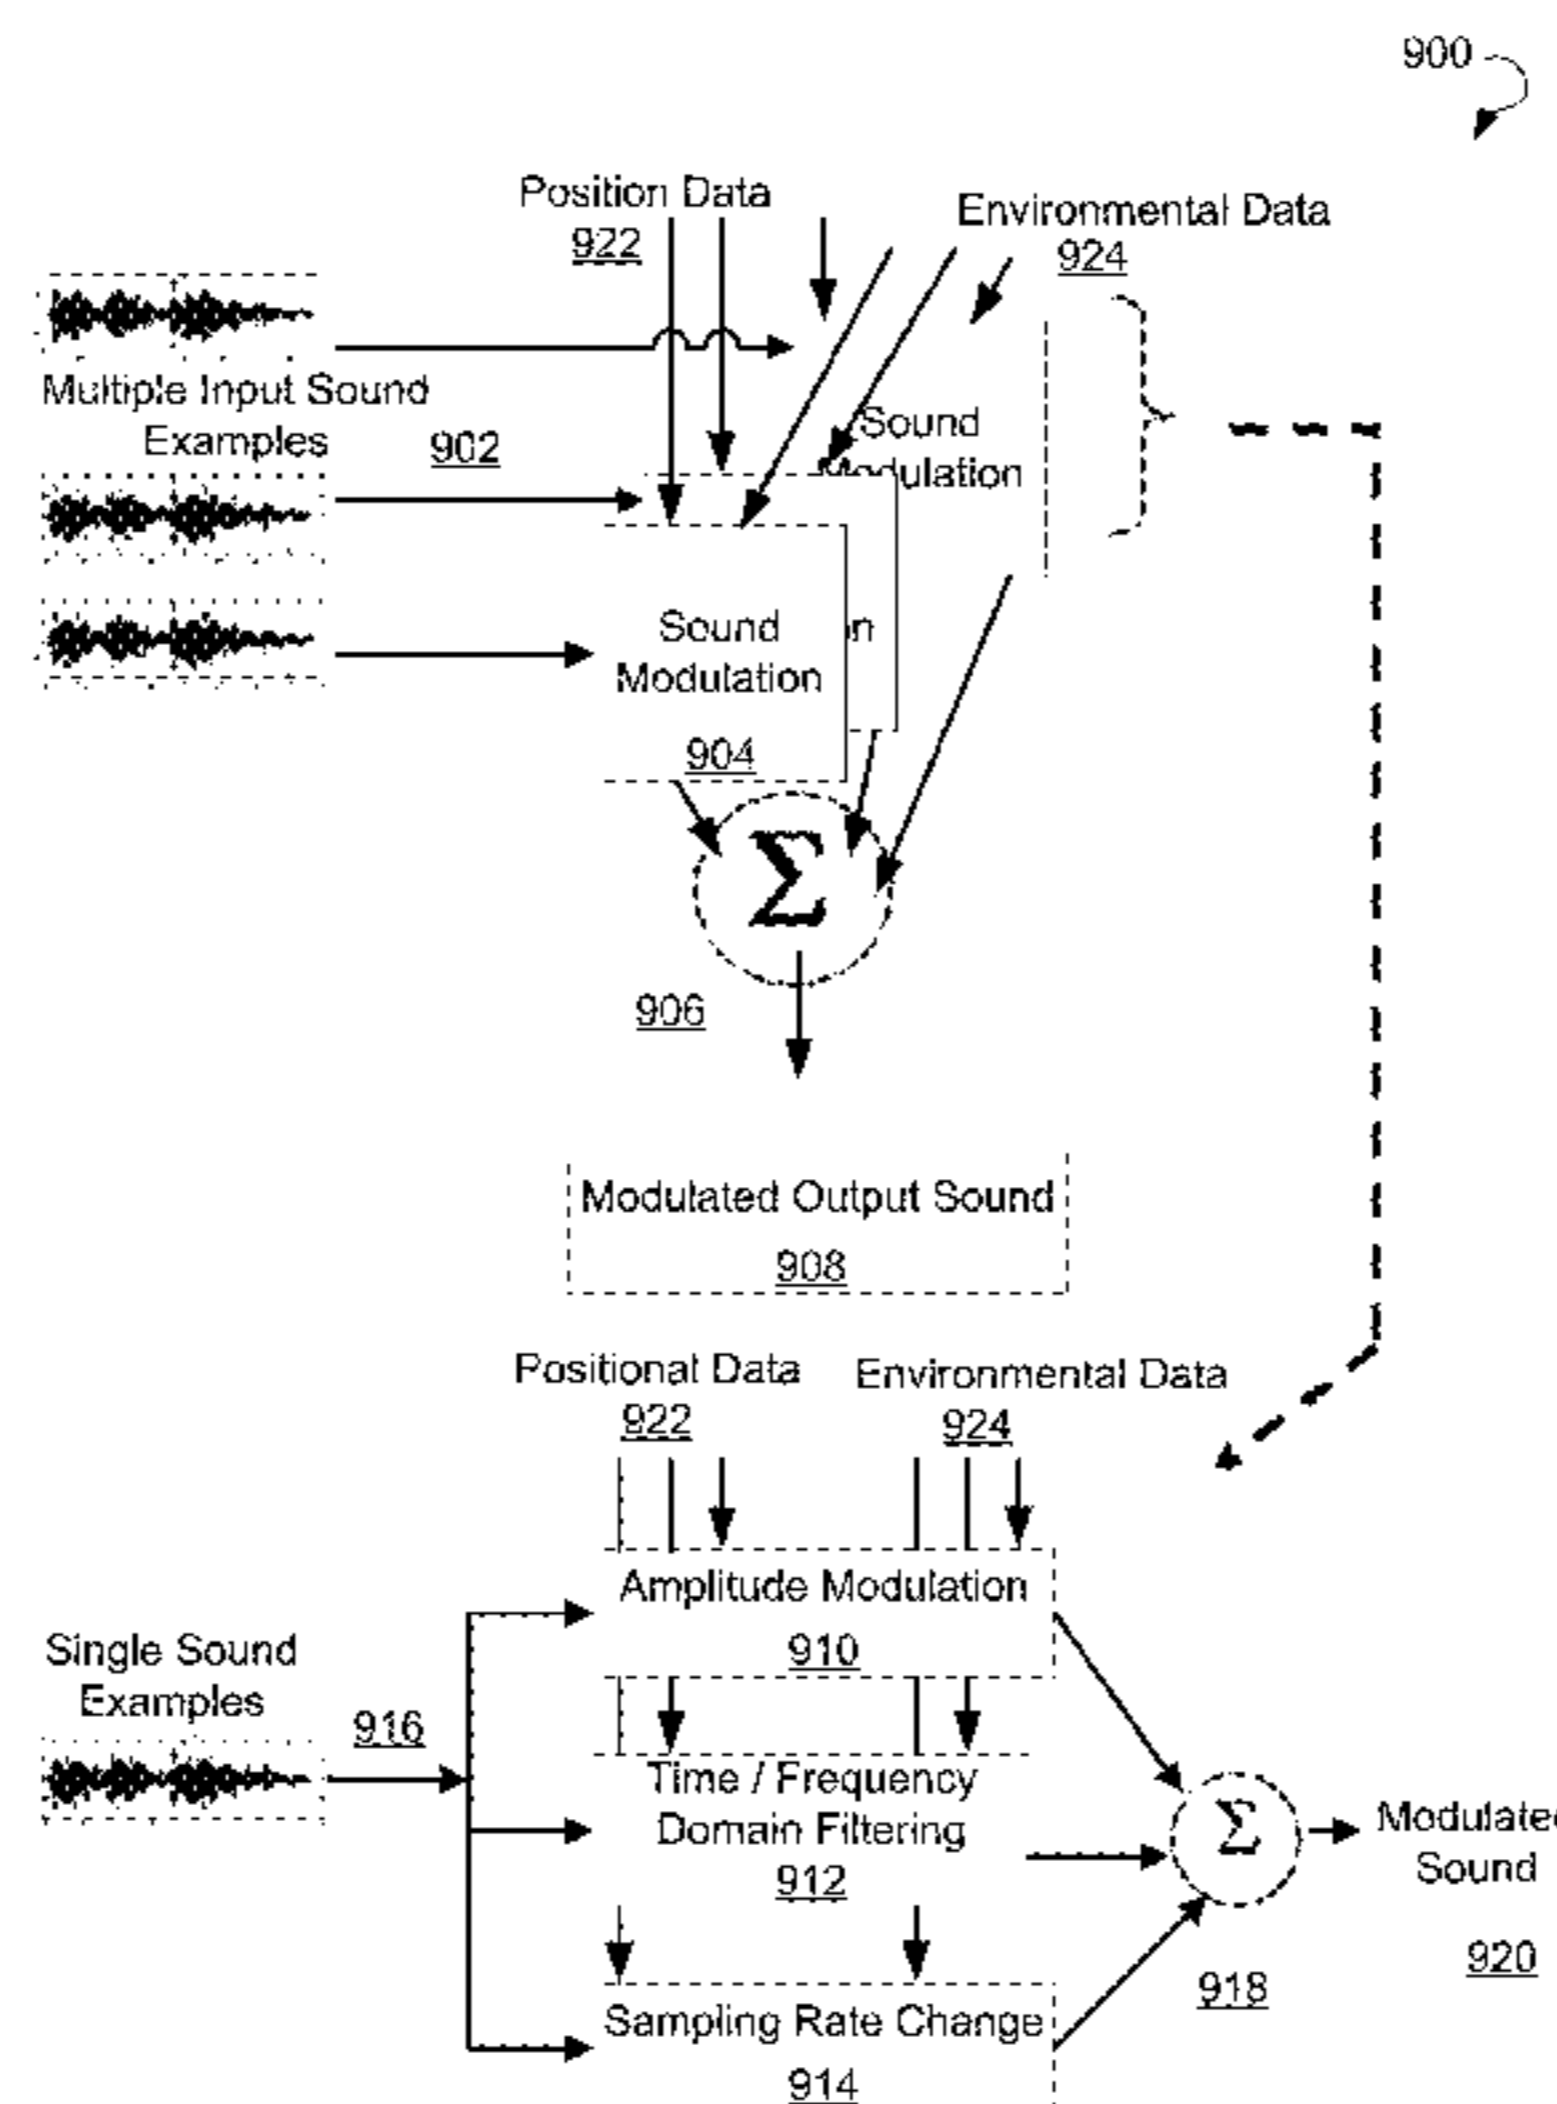 900
Position Data
922
Environmental Data
924
Multiple Input Sound
Examples
902
Sound
Modulation
Sound
Modulation
n
904
Σ
906
Modulated Output Sound
908
Positional Data
922
Environmental Data
924
Amplitude Modulation
910
Single Sound
Examples
916
Time / Frequency
Domain Filtering
912
Σ
Modulated
Sound
920
918
Sampling Rate Change
914